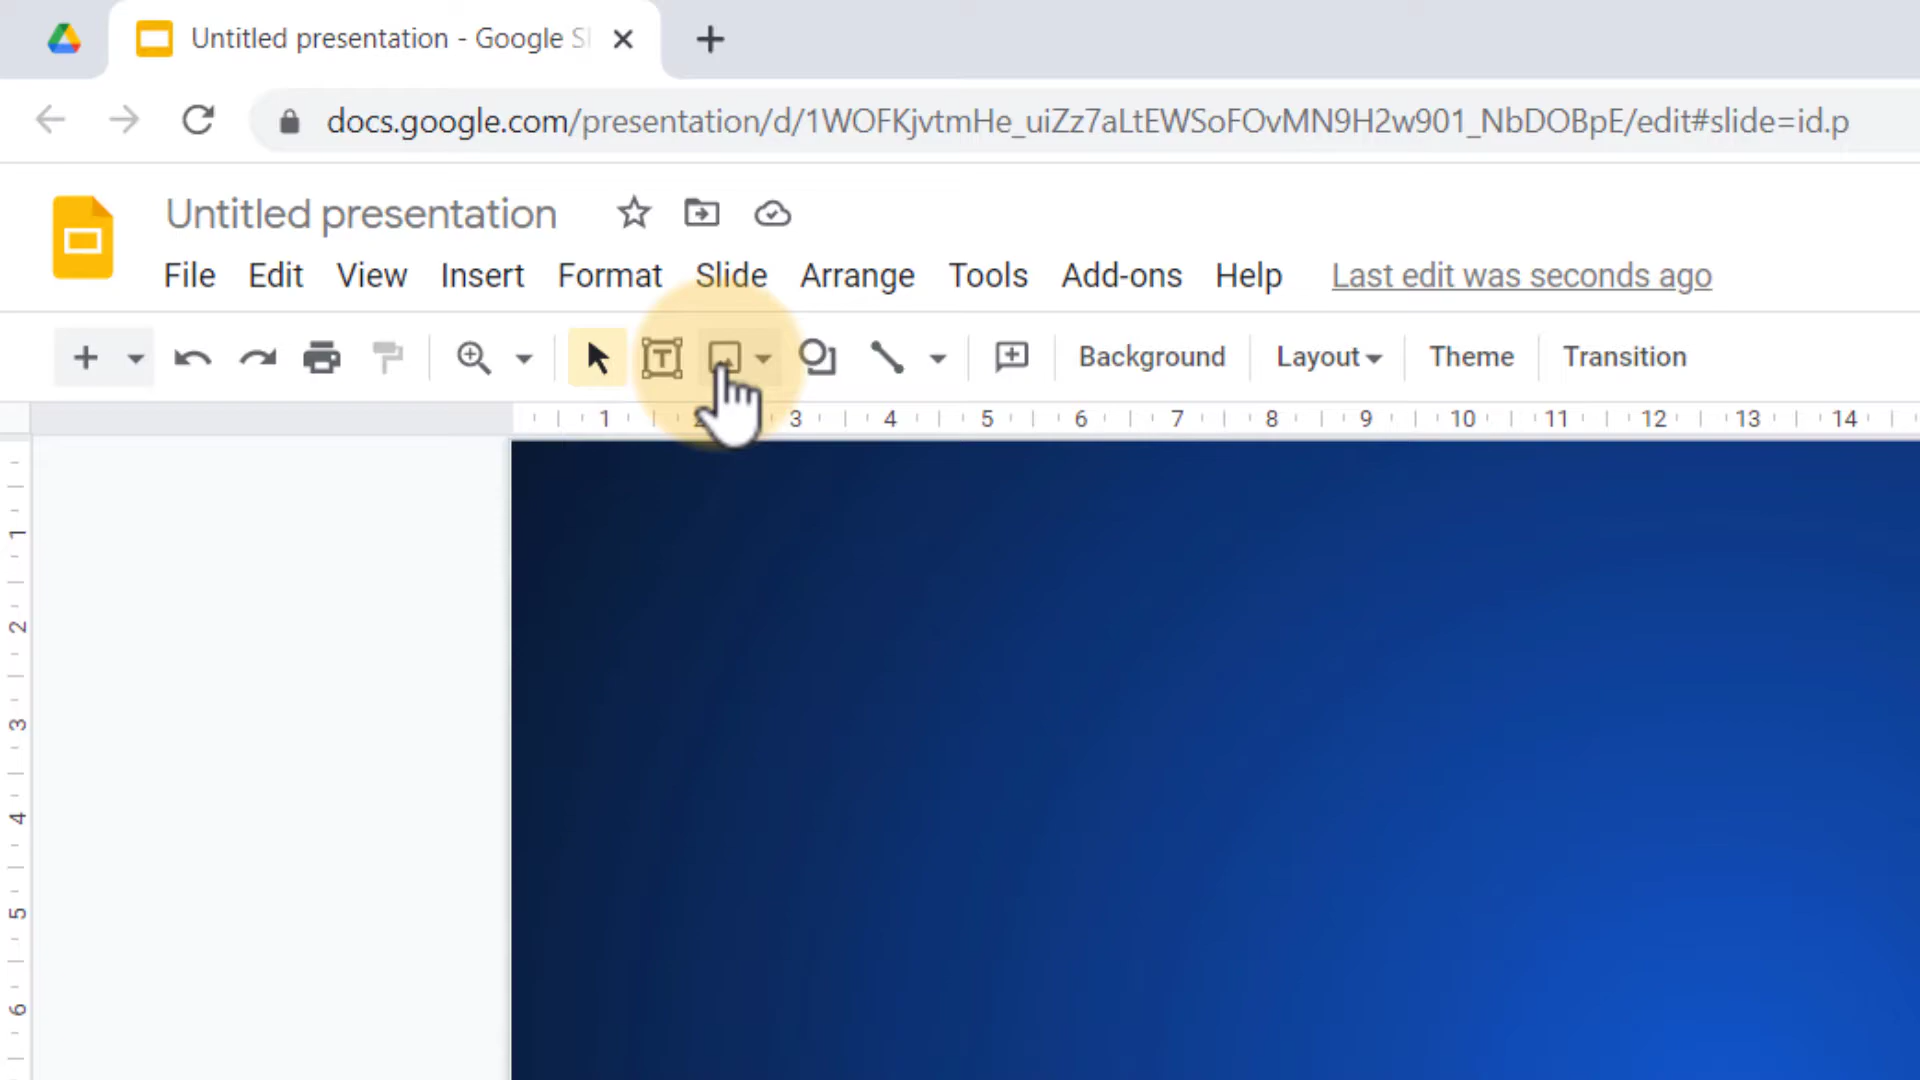 Untitled presentation - Google Sl
docs.google.com/presentation/d/1WOFKjvtmHe_uiZz7aLtEWSoFOvMN9H2w901_NbDOBpE/edit#slide=id.p
Untitled presentation
File Edit View Insert Format Slide Arrange Tools Add-ons Help Last edit was seconds ago
Background Layout Theme Transition
1 2 3 4 5 6 7 8 9 10 11 12 13 14
1
2
3
4
5
6